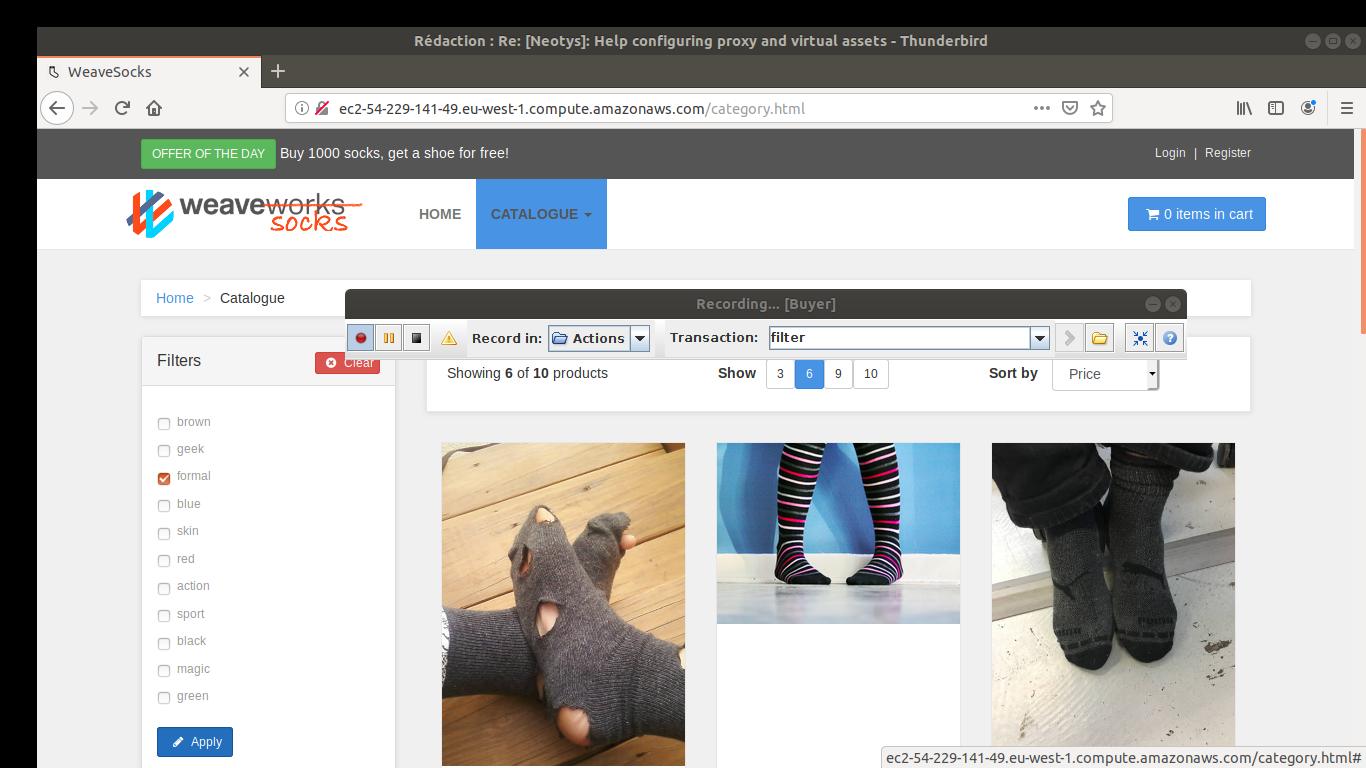 Rédaction : Re: [Neotys]: Help configuring proxy and virtual assets - Thunderbird
WeaveSocks
ec2-54-229-141-49.eu-west-1.compute.amazonaws.com/category.html
OFFER OF THE DAY Buy 1000 socks, get a shoe for free!
Login | Register
weaveworks
socks
HOME
CATALOGUE
0 items in cart
Home > Catalogue
Recording... [Buyer]
Record in: Actions
Transaction: filter
Filters
Clear
Showing 6 of 10 products
Show 3 6 9 10
Sort by Price
brown
geek
formal
blue
skin
red
action
sport
black
magic
green
Apply
ec2-54-229-141-49.eu-west-1.compute.amazonaws.com/category.html#